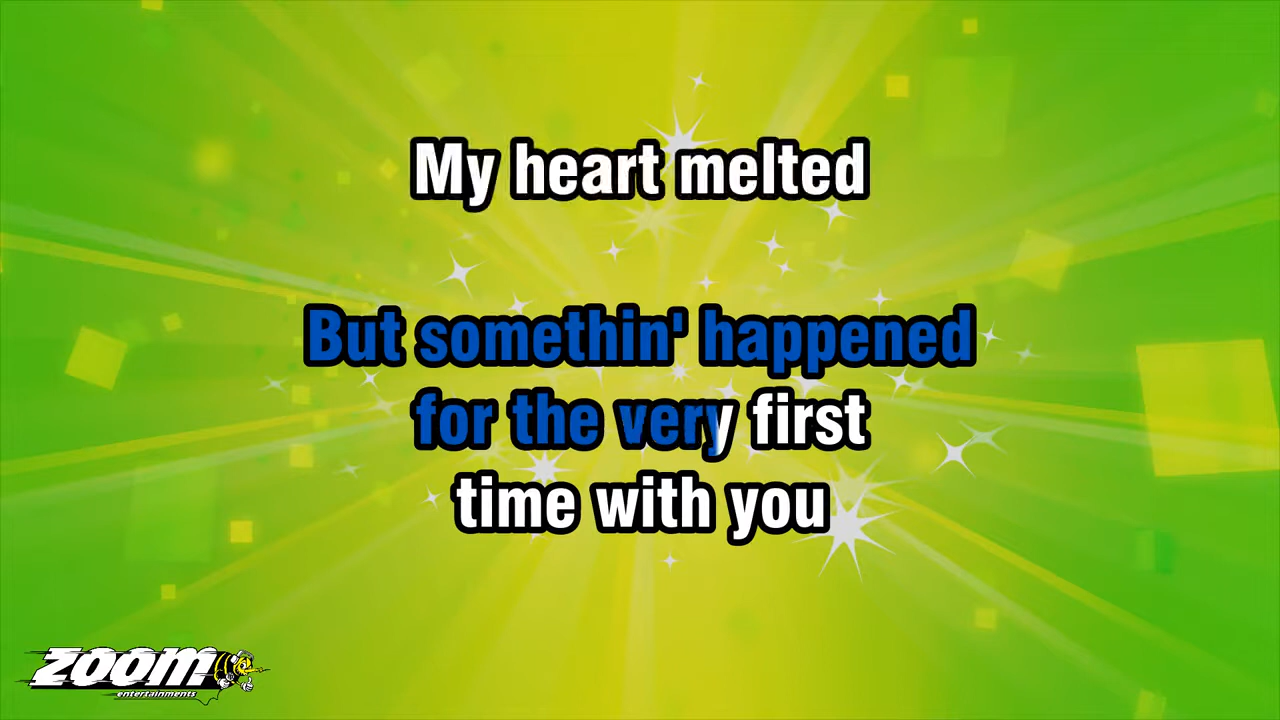 My heart melted
But somethin' happened
for the very first
time with you
ZOOM
entertainments